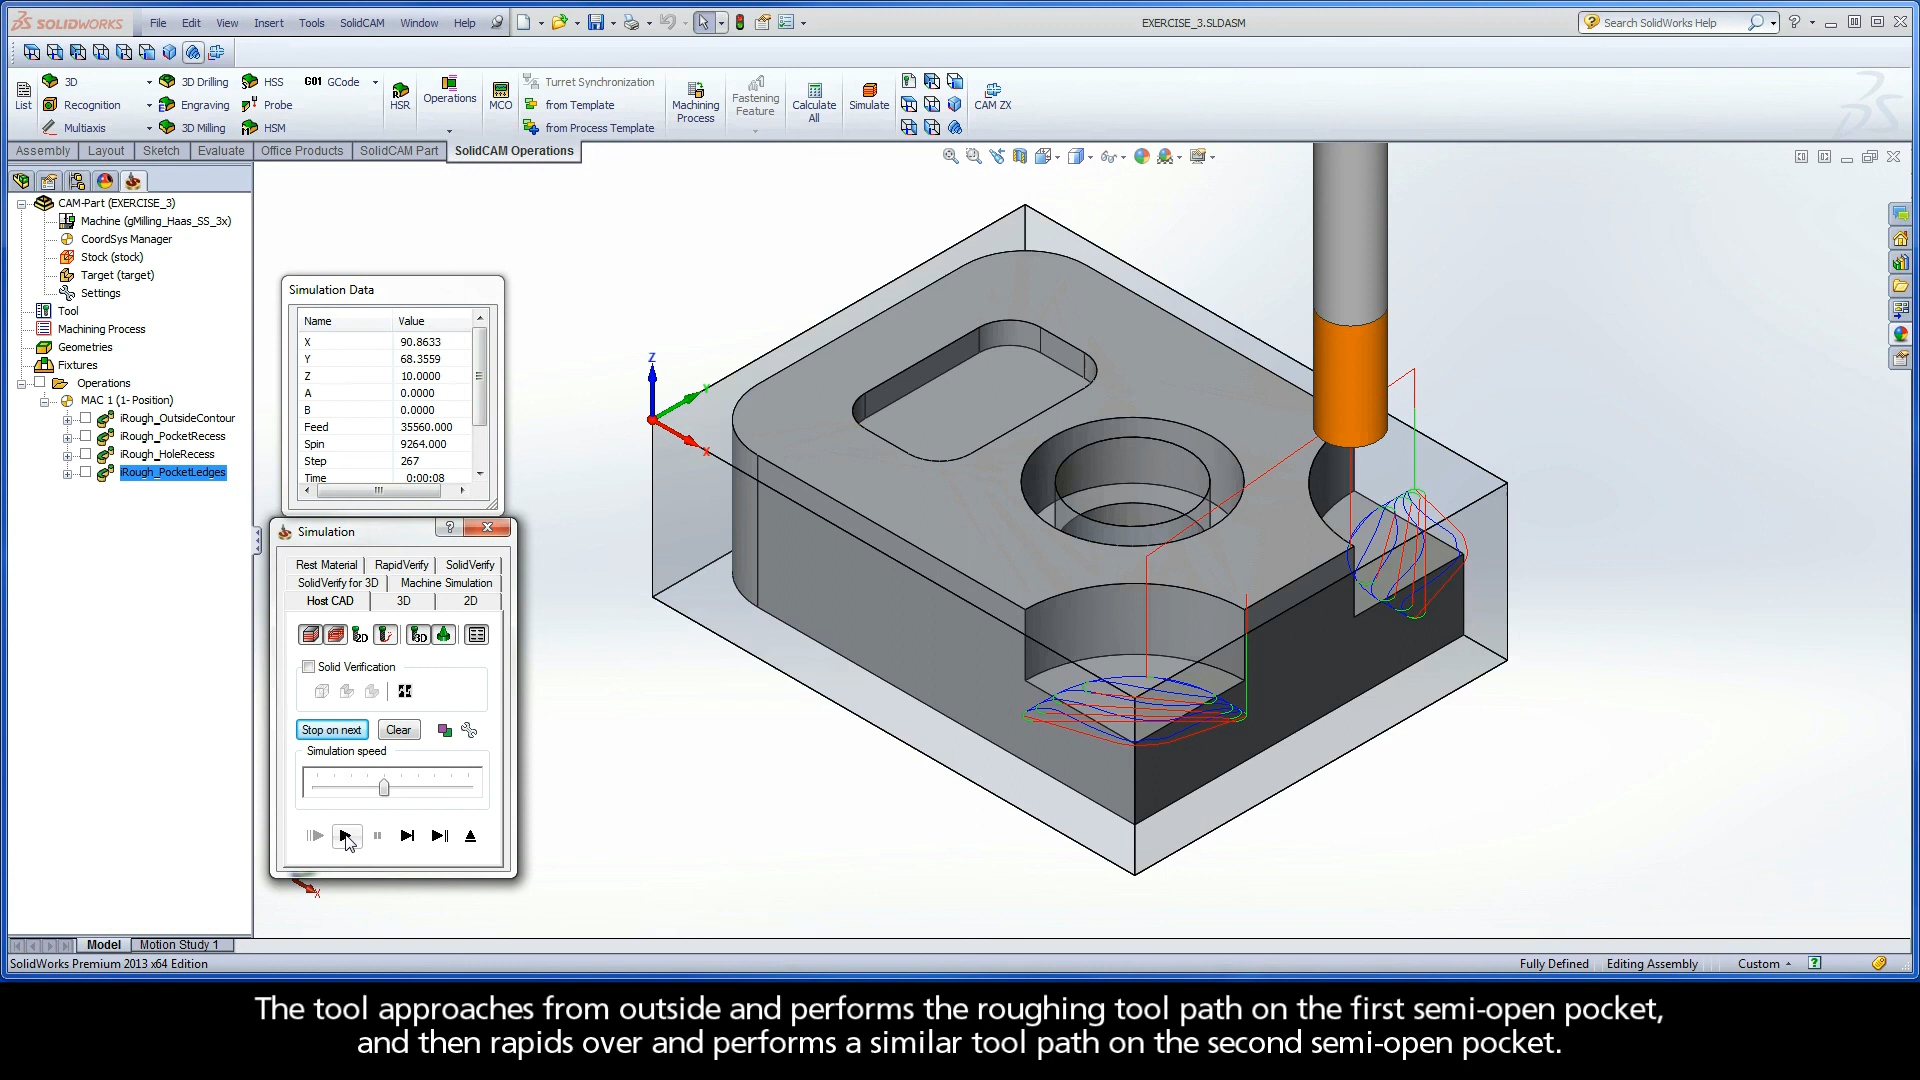 SOLIDWORKS File Edit View Insert Tools SolidCAM Window Help EXERCISE_3.SLDASM Search SolidWorks Help
3D 3D Drilling HSS G01 GCode
Recognition Engraving Probe
Multiaxis 3D Milling HSM
List HSR Operations MCO
Turret Synchronization
from Template
from Process Template
Machining Process
Fastening Feature
Calculate All
Simulate
CAM ZX
Assembly Layout Sketch Evaluate Office Products SolidCAM Part SolidCAM Operations
CAM-Part (EXERCISE_3)
Machine (gMilling_Haas_SS_3x)
CoordSys Manager
Stock (stock)
Target (target)
Settings
Tool
Machining Process
Geometries
Fixtures
Operations
MAC 1 (1- Position)
iRough_OutsideContour
iRough_PocketRecess
iRough_HoleRecess
iRough_PocketLedges
Simulation Data
Name Value
X 90.8633
Y 68.3559
Z 10.0000
A 0.0000
B 0.0000
Feed 35560.000
Spin 9264.000
Step 267
Time 0:00:08
Simulation
Rest Material RapidVerify SolidVerify
SolidVerify for 3D Machine Simulation
Host CAD 3D 2D
2D 3D
Solid Verification
Stop on next Clear
Simulation speed
Z
Y
X
X
Model Motion Study 1
SolidWorks Premium 2013 x64 Edition Fully Defined Editing Assembly Custom
The tool approaches from outside and performs the roughing tool path on the first semi-open pocket,
and then rapids over and performs a similar tool path on the second semi-open pocket.